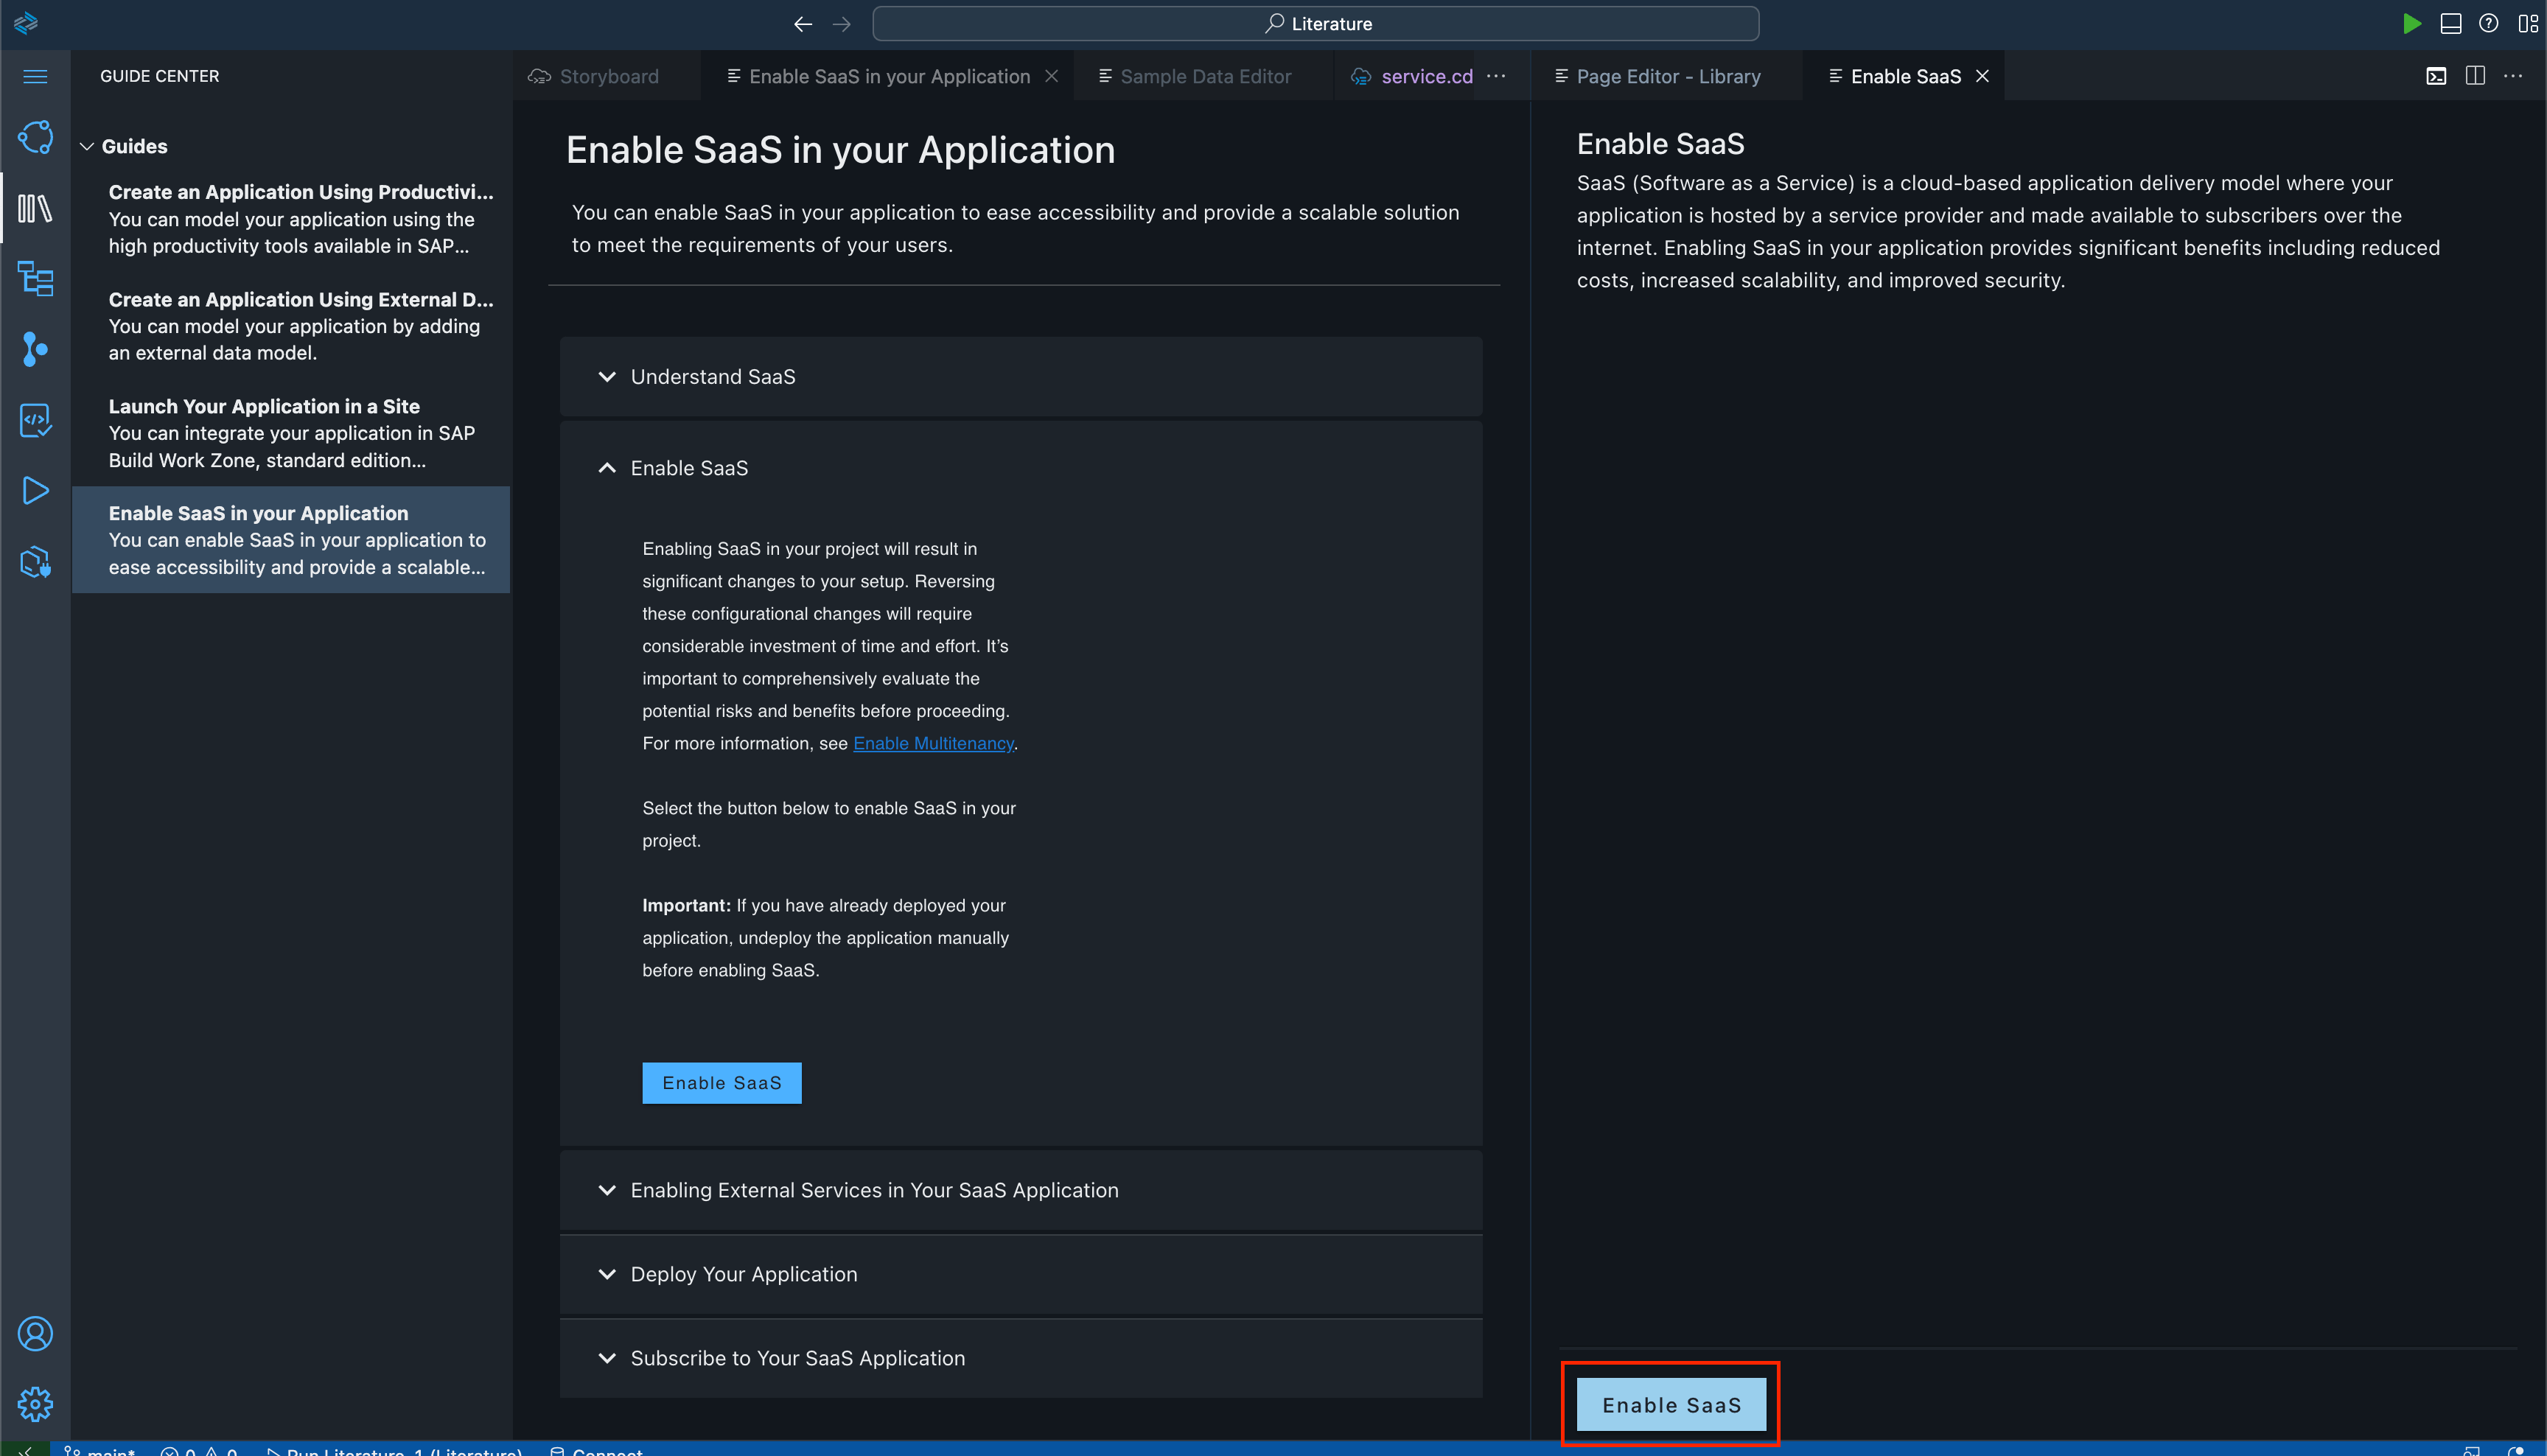 Literature
GUIDE CENTER
Guides
Create an Application Using Productivi...
You can model your application using the
high productivity tools available in SAP...
Create an Application Using External D...
You can model your application by adding
an external data model.
Launch Your Application in a Site
You can integrate your application in SAP
Build Work Zone, standard edition...
Enable SaaS in your Application
You can enable SaaS in your application to
ease accessibility and provide a scalable...
Storyboard
Enable SaaS in your Application
Sample Data Editor
service.cd
Enable SaaS in your Application
You can enable SaaS in your application to ease accessibility and provide a scalable solution
to meet the requirements of your users.
Understand SaaS
Enable SaaS
Enabling SaaS in your project will result in
significant changes to your setup. Reversing
these configurational changes will require
considerable investment of time and effort. It’s
important to comprehensively evaluate the
potential risks and benefits before proceeding.
For more information, see Enable Multitenancy.
Select the button below to enable SaaS in your
project.
Important: If you have already deployed your
application, undeploy the application manually
before enabling SaaS.
Enable SaaS
Enabling External Services in Your SaaS Application
Deploy Your Application
Subscribe to Your SaaS Application
Page Editor - Library
Enable SaaS
Enable SaaS
SaaS (Software as a Service) is a cloud-based application delivery model where your
application is hosted by a service provider and made available to subscribers over the
internet. Enabling SaaS in your application provides significant benefits including reduced
costs, increased scalability, and improved security.
Enable SaaS
main* 0 0 Run Literature-1 (Literature) Connect